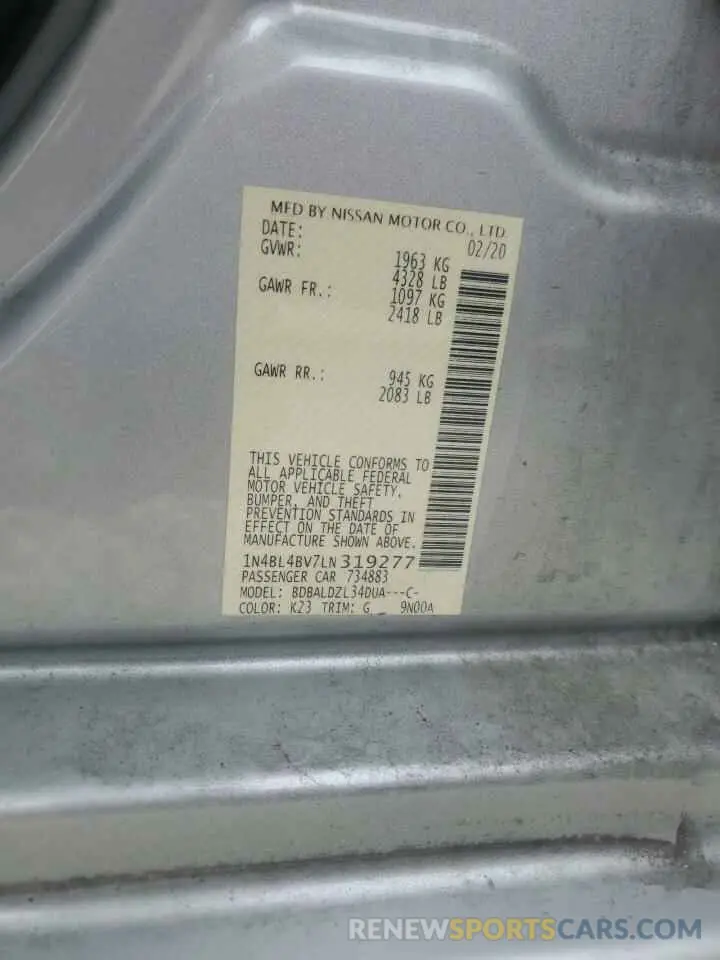 MFD BY NISSAN MOTOR CO., LTD.
DATE: 02/20
GVWR: 1963 KG
4328 LB
GAWR FR.: 1097 KG
2418 LB
GAWR RR.: 945 KG
2083 LB
THIS VEHICLE CONFORMS TO
ALL APPLICABLE FEDERAL
MOTOR VEHICLE SAFETY,
BUMPER, AND THEFT
PREVENTION STANDARDS IN
EFFECT ON THE DATE OF
MANUFACTURE SHOWN ABOVE.
1N4BL4BV7LN319277
PASSENGER CAR 734883
MODEL: BDBALDZL34DUA---C-
COLOR: K23 TRIM: G 9N00A
RENEWSPORTSCARS.COM